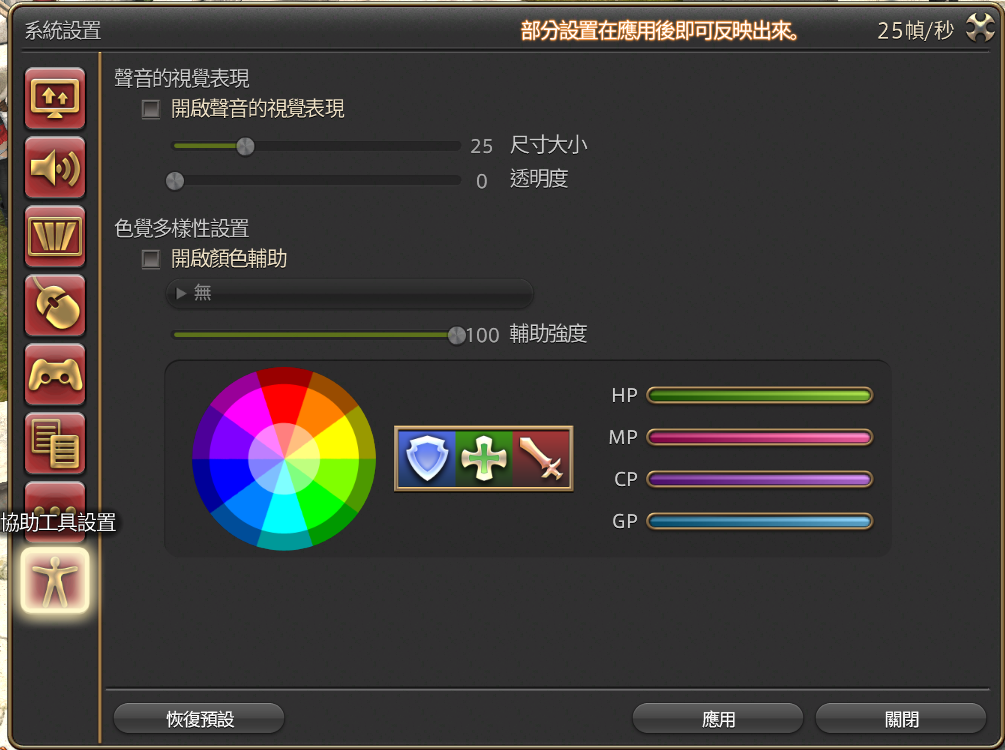 系統設置
部分設置在應用後即可反映出來。
25幀/秒
聲音的視覺表現
開啟聲音的視覺表現
25 尺寸大小
0 透明度
色覺多樣性設置
開啟顏色輔助
無
100 輔助強度
HP
MP
CP
GP
協助工具設置
恢復預設
應用
關閉